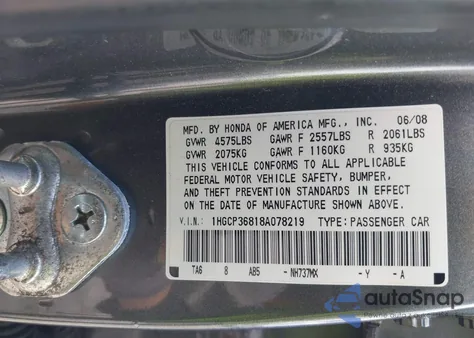 MFD. BY HONDA OF AMERICA MFG., INC. 06/08
GVWR 4575LBS GAWR F 2557LBS R 2061LBS
GVWR 2075KG GAWR F 1160KG R 935KG
THIS VEHICLE CONFORMS TO ALL APPLICABLE
FEDERAL MOTOR VEHICLE SAFETY, BUMPER,
AND THEFT PREVENTION STANDARDS IN EFFECT
ON THE DATE OF MANUFACTURE SHOWN ABOVE.
V.I.N.: 1HGCP36818A078219 TYPE: PASSENGER CAR
TA6 8 AB5 - NH737MX -Y -A
autoSnap